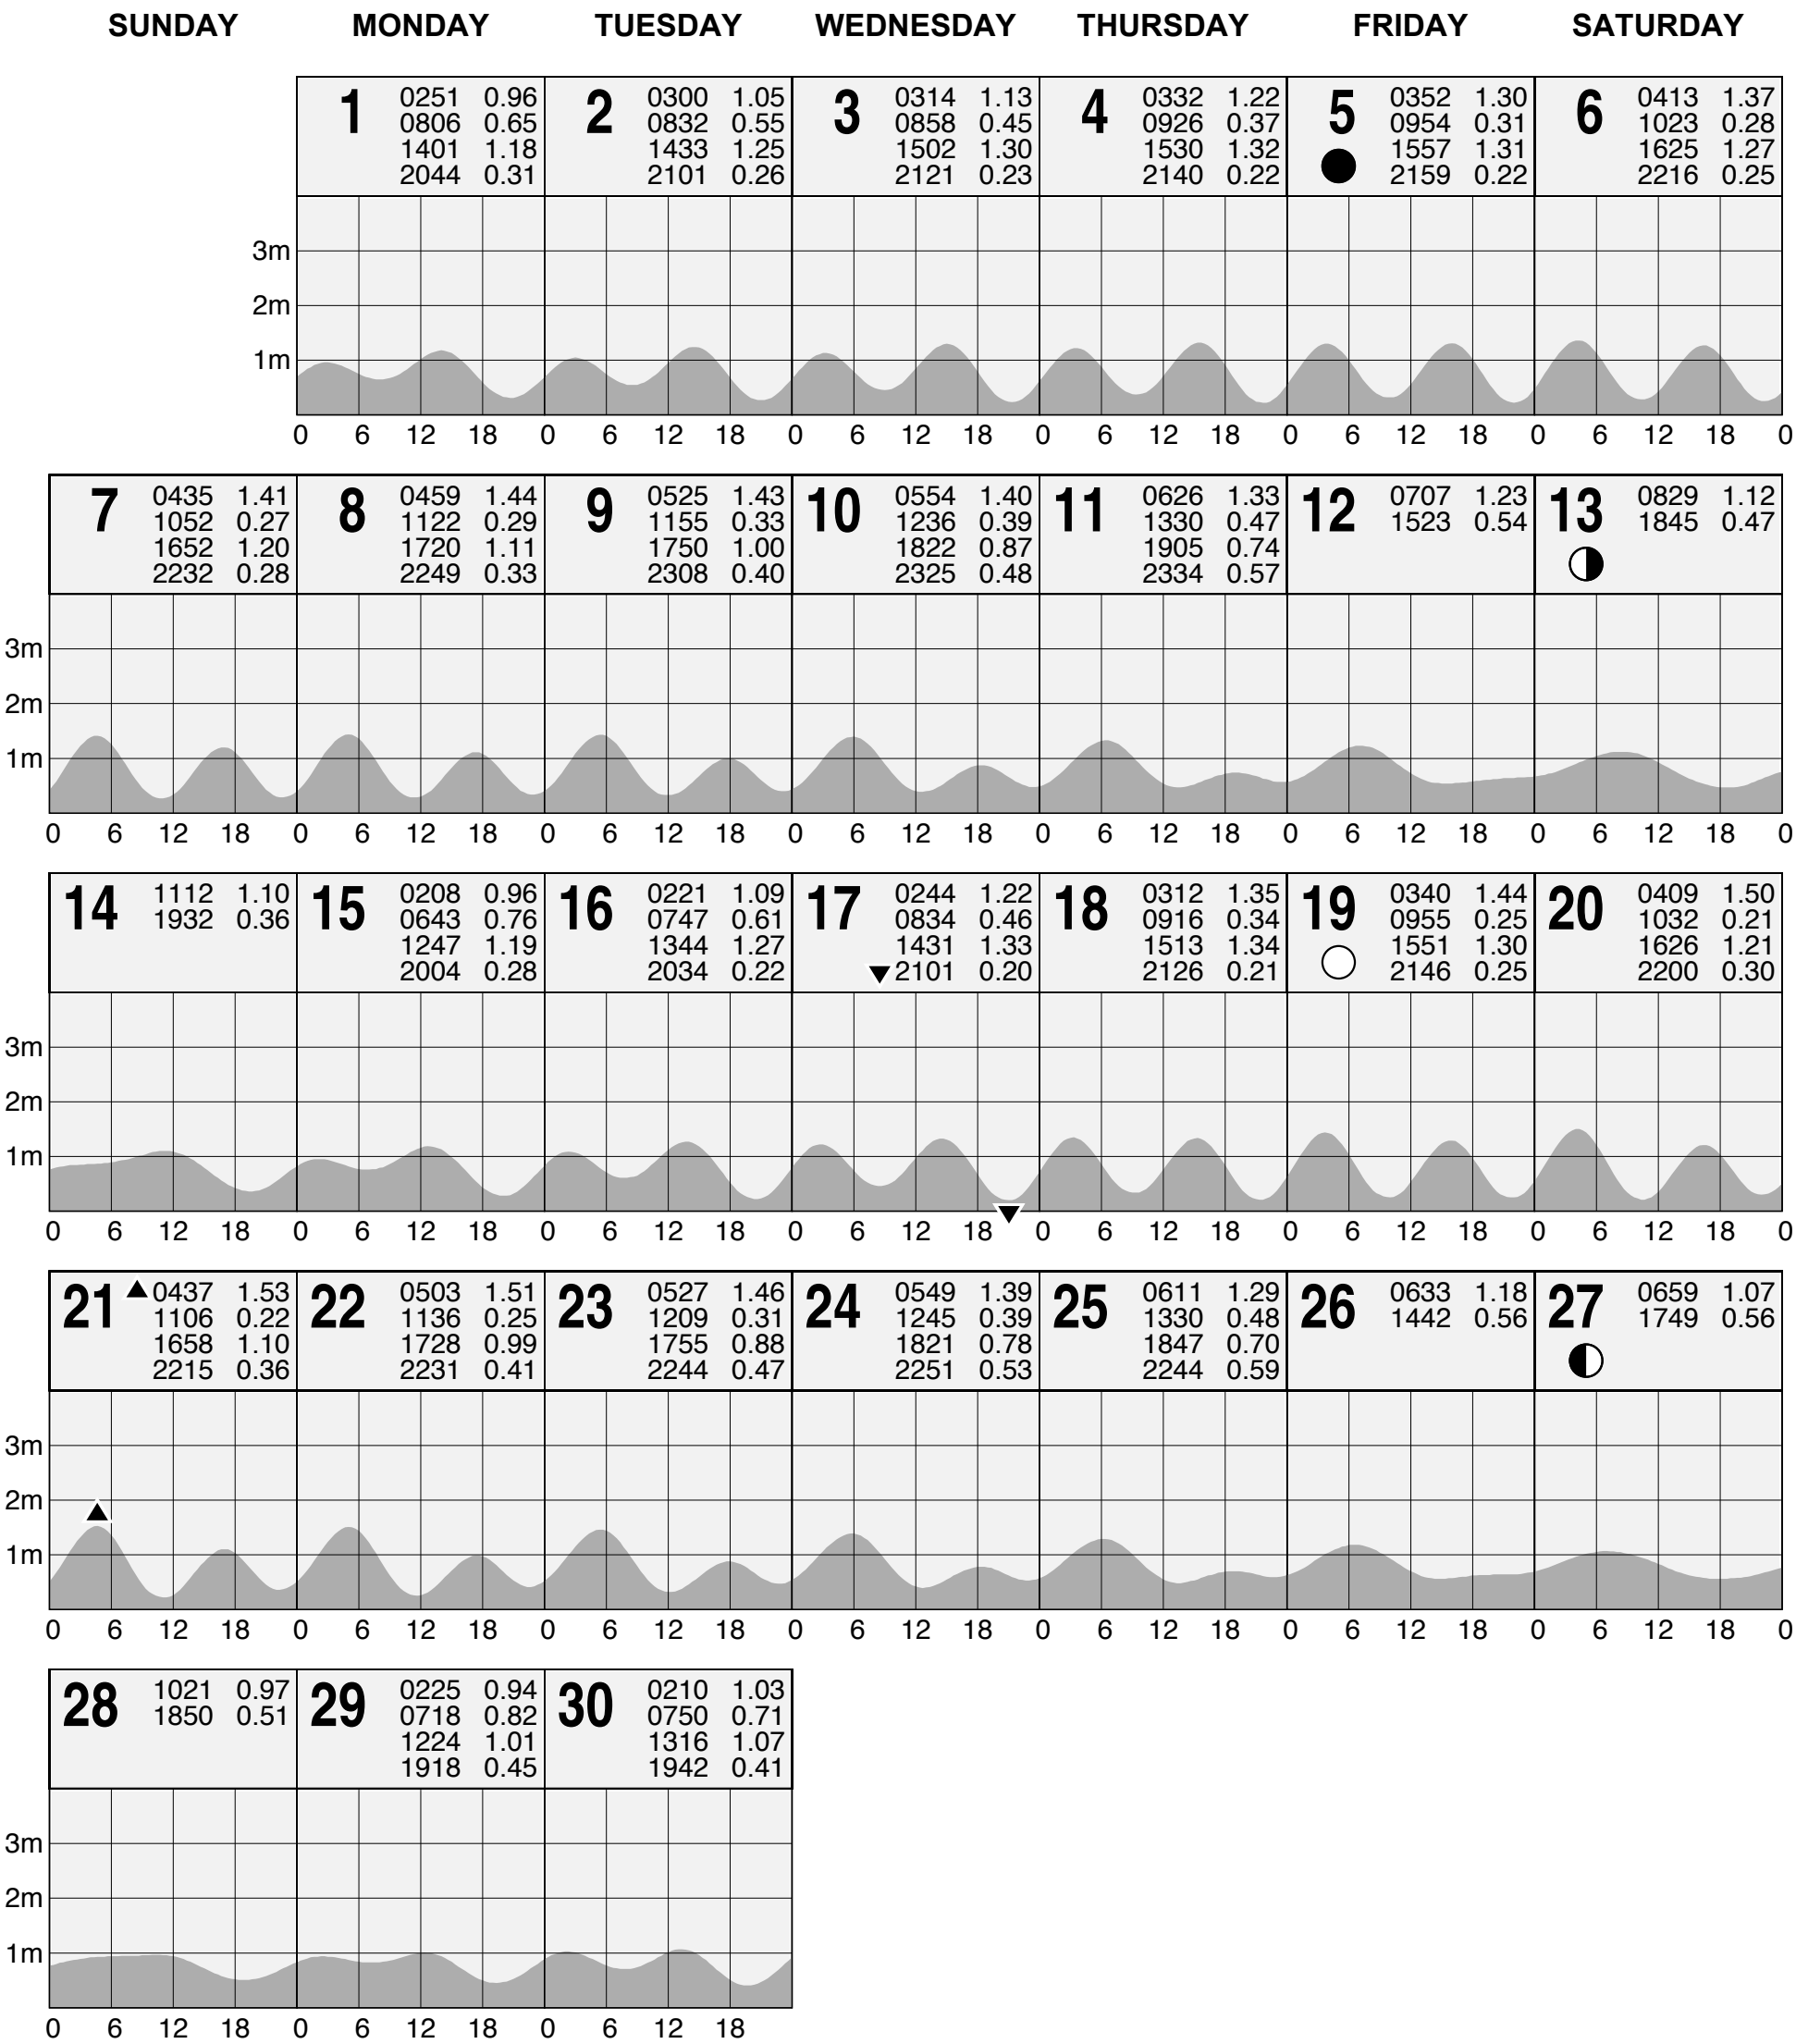 SUNDAY MONDAY TUESDAY WEDNESDAY THURSDAY FRIDAY SATURDAY
1 0251 0.96 2 0300 1.05 3 0314 1.13 4 0332 1.22 5 0352 1.30 6 0413 1.37
0806 0.65 0832 0.55 0858 0.45 0926 0.37 0954 0.31 1023 0.28
1401 1.18 1433 1.25 1502 1.30 1530 1.32 1557 1.31 1625 1.27
2044 0.31 2101 0.26 2121 0.23 2140 0.22 2159 0.22 2216 0.25
3m
2m
1m
0 6 12 18 0 6 12 18 0 6 12 18 0 6 12 18 0 6 12 18 0 6 12 18 0
7 0435 1.41 8 0459 1.44 9 0525 1.43 10 0554 1.40 11 0626 1.33 12 0707 1.23 13 0829 1.12
1052 0.27 1122 0.29 1155 0.33 1236 0.39 1330 0.47 1523 0.54 1845 0.47
1652 1.20 1720 1.11 1750 1.00 1822 0.87 1905 0.74
2232 0.28 2249 0.33 2308 0.40 2325 0.48 2334 0.57
3m
2m
1m
0 6 12 18 0 6 12 18 0 6 12 18 0 6 12 18 0 6 12 18 0 6 12 18 0 6 12 18 0
14 1112 1.10 15 0208 0.96 16 0221 1.09 17 0244 1.22 18 0312 1.35 19 0340 1.44 20 0409 1.50
1932 0.36 0643 0.76 0747 0.61 0834 0.46 0916 0.34 0955 0.25 1032 0.21
1247 1.19 1344 1.27 1431 1.33 1513 1.34 1551 1.30 1626 1.21
2004 0.28 2034 0.22 2101 0.20 2126 0.21 2146 0.25 2200 0.30
3m
2m
1m
0 6 12 18 0 6 12 18 0 6 12 18 0 6 12 18 0 6 12 18 0 6 12 18 0 6 12 18 0
21 0437 1.53 22 0503 1.51 23 0527 1.46 24 0549 1.39 25 0611 1.29 26 0633 1.18 27 0659 1.07
1106 0.22 1136 0.25 1209 0.31 1245 0.39 1330 0.48 1442 0.56 1749 0.56
1658 1.10 1728 0.99 1755 0.88 1821 0.78 1847 0.70
2215 0.36 2231 0.41 2244 0.47 2251 0.53 2244 0.59
3m
2m
1m
0 6 12 18 0 6 12 18 0 6 12 18 0 6 12 18 0 6 12 18 0 6 12 18 0 6 12 18 0
28 1021 0.97 29 0225 0.94 30 0210 1.03
1850 0.51 0718 0.82 0750 0.71
1224 1.01 1316 1.07
1918 0.45 1942 0.41
3m
2m
1m
0 6 12 18 0 6 12 18 0 6 12 18